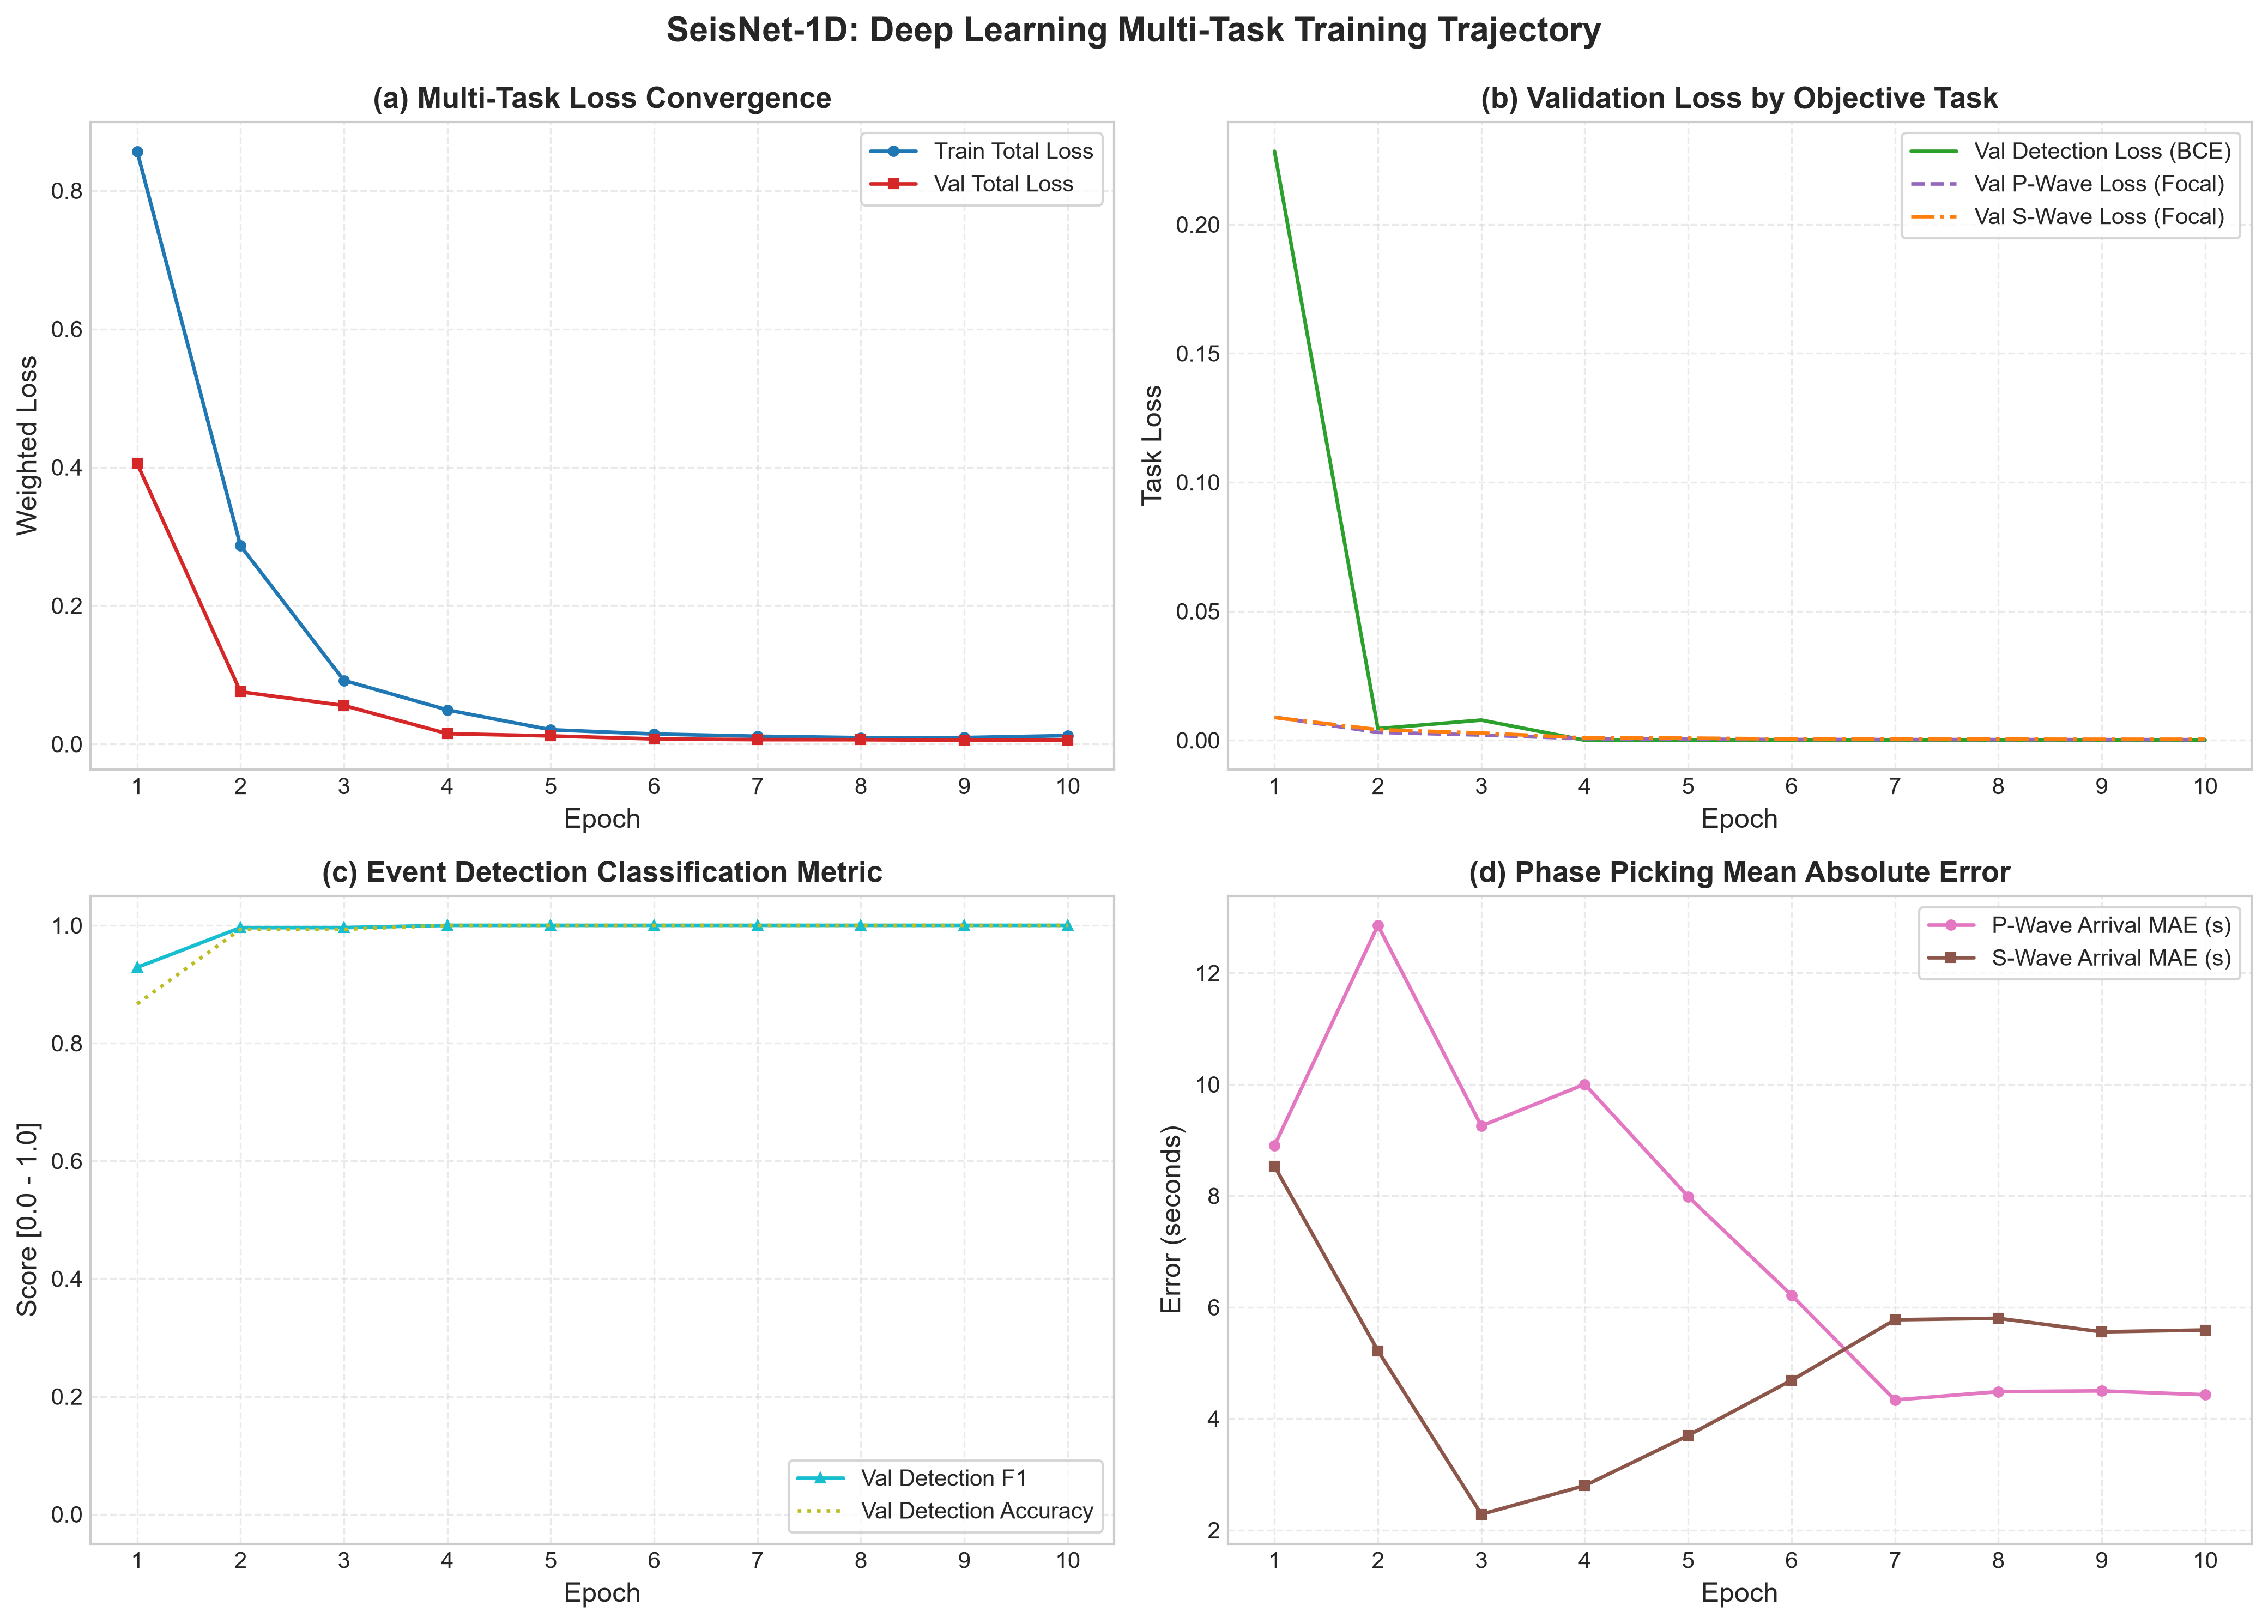 SeisNet-1D: Deep Learning Multi-Task Training Trajectory
(a) Multi-Task Loss Convergence
Train Total Loss
Val Total Loss
0.8
0.6
0.4
0.2
0.0
Weighted Loss
1 2 3 4 5 6 7 8 9 10
Epoch
(b) Validation Loss by Objective Task
Val Detection Loss (BCE)
Val P-Wave Loss (Focal)
Val S-Wave Loss (Focal)
0.20
0.15
0.10
0.05
0.00
Task Loss
1 2 3 4 5 6 7 8 9 10
Epoch
(c) Event Detection Classification Metric
1.0
0.8
0.6
0.4
0.2
0.0
Score [0.0 - 1.0]
Val Detection F1
Val Detection Accuracy
1 2 3 4 5 6 7 8 9 10
Epoch
(d) Phase Picking Mean Absolute Error
P-Wave Arrival MAE (s)
S-Wave Arrival MAE (s)
12
10
8
6
4
2
Error (seconds)
1 2 3 4 5 6 7 8 9 10
Epoch